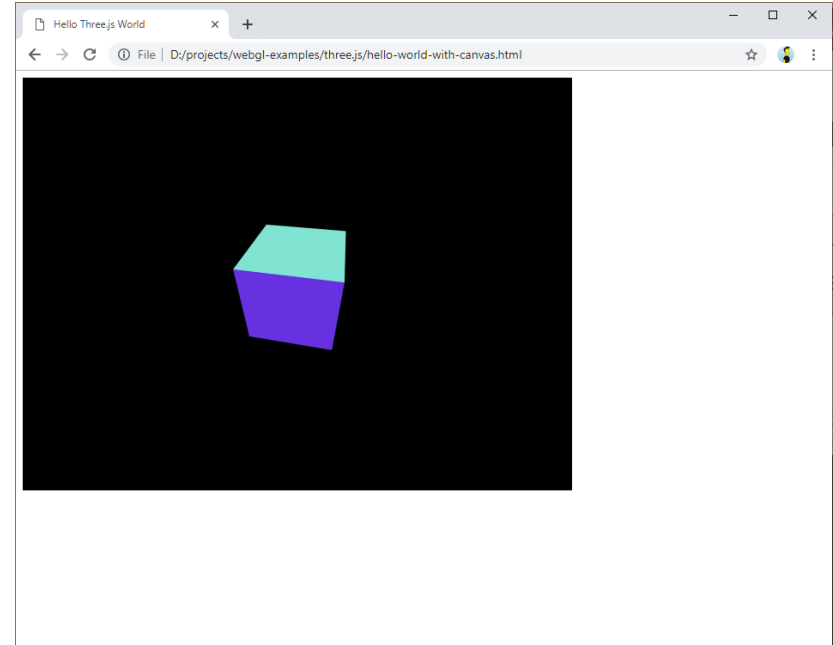 Hello Three.js World
File D:/projects/webgl-examples/three.js/hello-world-with-canvas.html